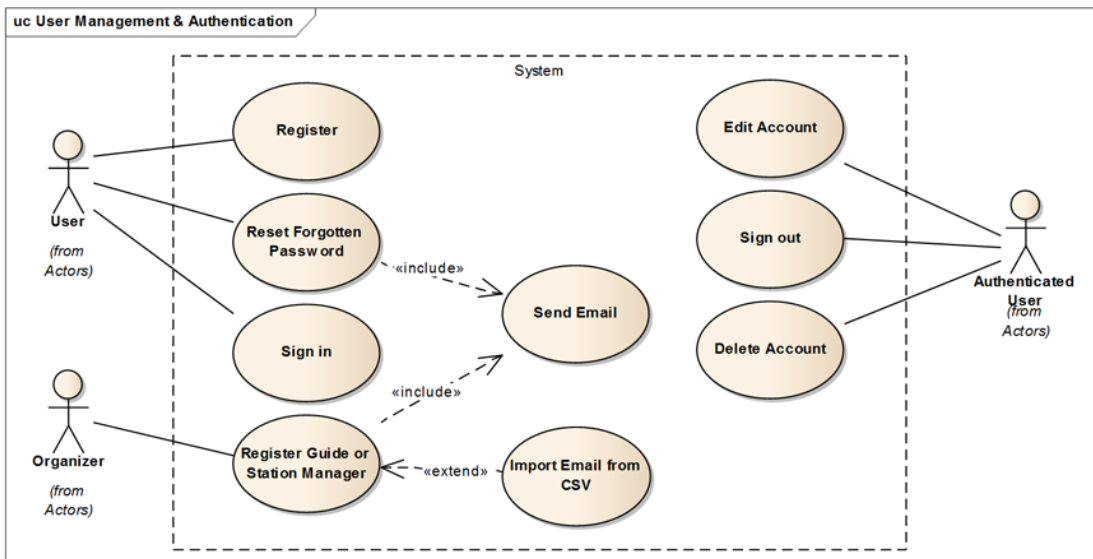 uc User Management & Authentication
System
Register
Edit Account
User
(from
Actors)
Reset Forgotten
Password
Sign out
«include»
Send Email
Authenticated
User
(from
Actors)
Sign in
Delete Account
«include»
Organizer
(from
Actors)
Register Guide or
Station Manager
«extend»
Import Email from
CSV